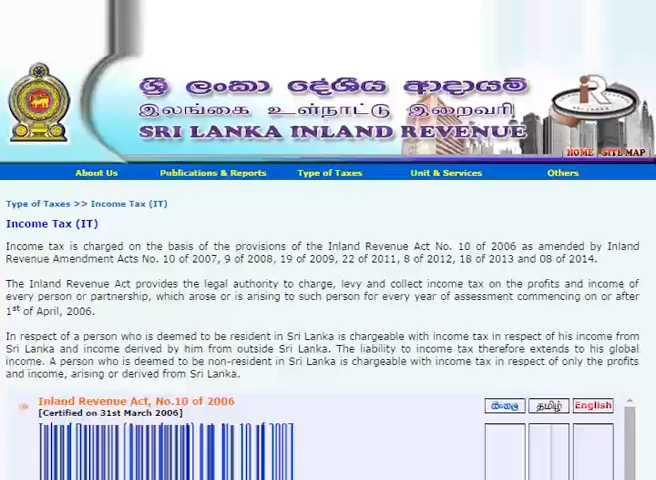 ශ්‍රී ලංකා දේශීය ආදායම්
இலங்கை உள்நாட்டு இறைவரி
SRI LANKA INLAND REVENUE
HOME | SITE MAP |
About Us Publications & Reports Type of Taxes Unit & Services Others
Type of Taxes >> Income Tax (IT)
Income Tax (IT)
Income tax is charged on the basis of the provisions of the Inland Revenue Act No. 10 of 2006 as amended by Inland
Revenue Amendment Acts No. 10 of 2007, 9 of 2008, 19 of 2009, 22 of 2011, 8 of 2012, 18 of 2013 and 08 of 2014.
The Inland Revenue Act provides the legal authority to charge, levy and collect income tax on the profits and income of
every person or partnership, which arose or is arising to such person for every year of assessment commencing on or after
1st of April, 2006.
In respect of a person who is deemed to be resident in Sri Lanka is chargeable with income tax in respect of his income from
Sri Lanka and income derived by him from outside Sri Lanka. The liability to income tax therefore extends to his global
income. A person who is deemed to be non-resident in Sri Lanka is chargeable with income tax in respect of only the profits
and income, arising or derived from Sri Lanka.
Inland Revenue Act, No.10 of 2006 සිංහල தமிழ் English
[Certified on 31st March 2006]